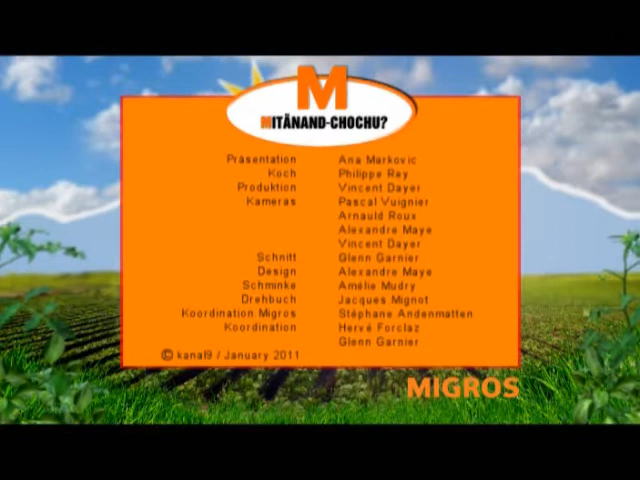 M
MITÄNAND-CHOCHU?
Präsentation Ana Markovic
Koch Philippe Rey
Produktion Vincent Dayer
Kameras Pascal Vuignier
Arnauld Roux
Alexandre Maye
Vincent Dayer
Schnitt Glenn Garnier
Design Alexandre Maye
Schminke Amélie Mudry
Drehbuch Jacques Mignot
Koordination Migros Stéphane Andenmatten
Koordination Hervé Forclaz
Glenn Garnier
© kanal9 / January 2011
MIGROS